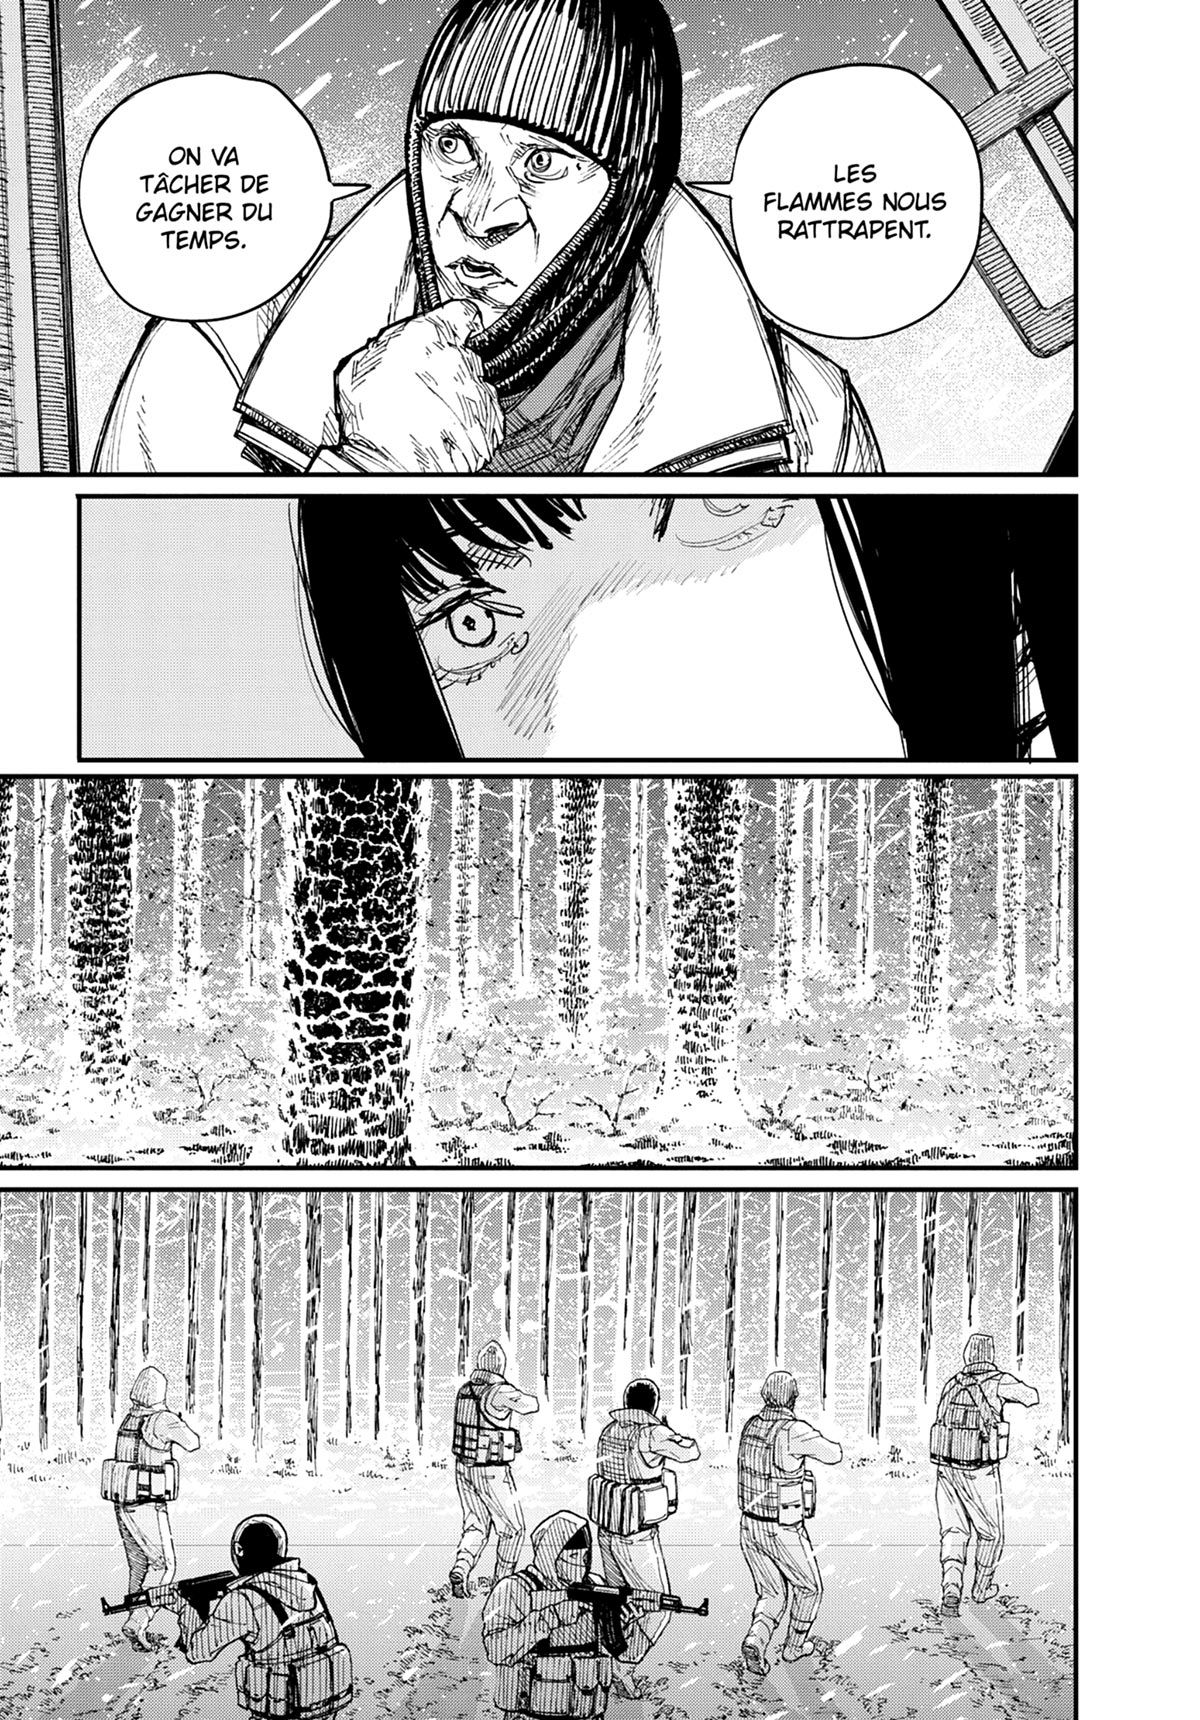 LES
FLAMMES NOUS
RATTRAPENT.
ON VA
TÂCHER DE
GAGNER DU
TEMPS.